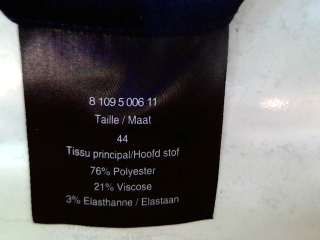 8 109 5 006 11
Taille / Maat
44
Tissu principal/Hoofd stof
76% Polyester
21% Viscose
3% Elasthanne / Elastaan